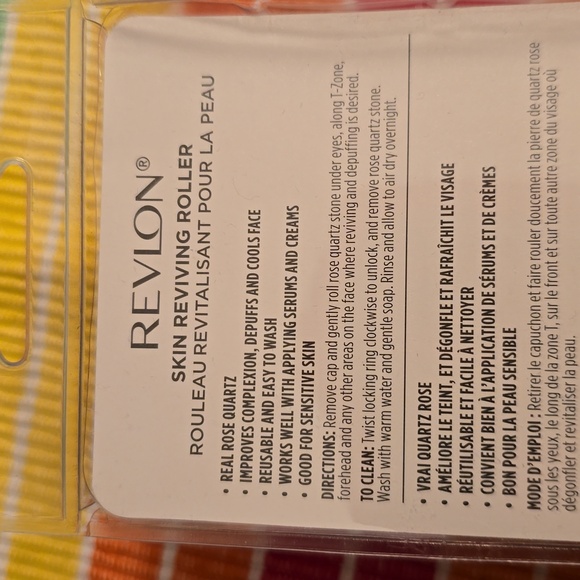 REVLON®
SKIN REVIVING ROLLER
ROULEAU REVITALISANT POUR LA PEAU
• REAL ROSE QUARTZ
• IMPROVES COMPLEXION, DEPUFFS AND COOLS FACE
• REUSABLE AND EASY TO WASH
• WORKS WELL WITH APPLYING SERUMS AND CREAMS
• GOOD FOR SENSITIVE SKIN
DIRECTIONS: Remove cap and gently roll rose quartz stone under eyes, along T-Zone,
forehead and any other areas on the face where reviving and depuffing is desired.
TO CLEAN: Twist locking ring clockwise to unlock, and remove rose quartz stone.
Wash with warm water and gentle soap. Rinse and allow to air dry overnight.
• VRAI QUARTZ ROSE
• AMÉLIORE LE TEINT, ET DÉGONFLE ET RAFRAÎCHIT LE VISAGE
• RÉUTILISABLE ET FACILE À NETTOYER
• CONVIENT BIEN À L'APPLICATION DE SÉRUMS ET DE CRÈMES
• BON POUR LA PEAU SENSIBLE
MODE D'EMPLOI : Retirer le capuchon et faire rouler doucement la pierre de quartz rose
sous les yeux, le long de la zone T, sur le front et sur toute autre zone du visage où
dégonfler et revitaliser la peau.